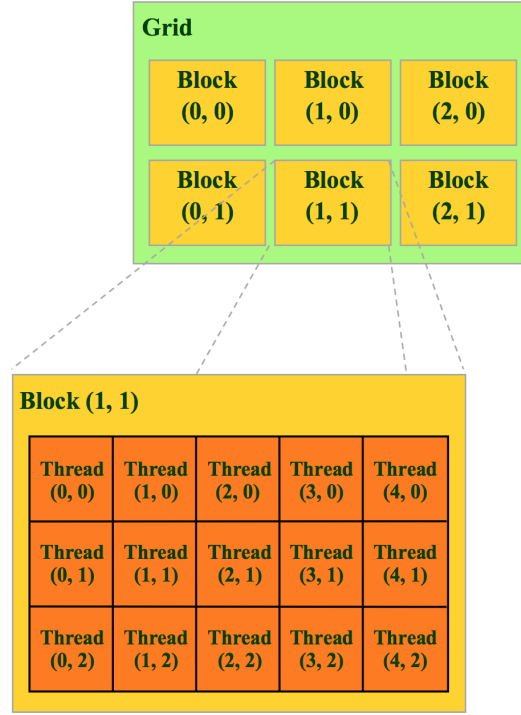 Grid
Block Block Block
(0, 0) (1, 0) (2, 0)
Block Block Block
(0, 1) (1, 1) (2, 1)
Block (1, 1)
Thread Thread Thread Thread Thread
(0, 0) (1, 0) (2, 0) (3, 0) (4, 0)
Thread Thread Thread Thread Thread
(0, 1) (1, 1) (2, 1) (3, 1) (4, 1)
Thread Thread Thread Thread Thread
(0, 2) (1, 2) (2, 2) (3, 2) (4, 2)